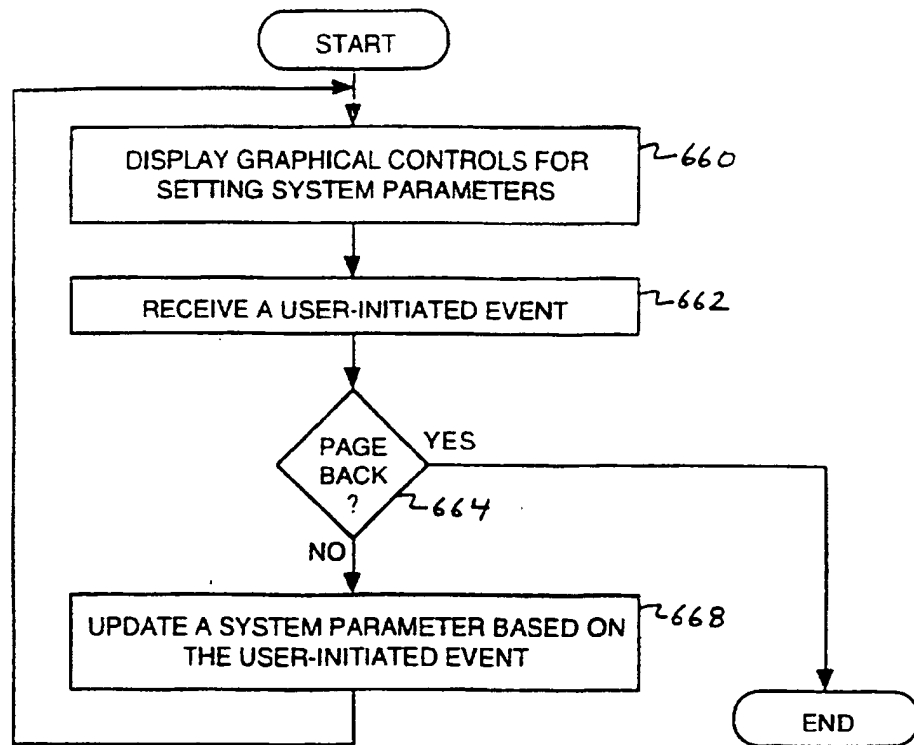 START
DISPLAY GRAPHICAL CONTROLS FOR
SETTING SYSTEM PARAMETERS
660
RECEIVE A USER-INITIATED EVENT
662
PAGE
BACK
?
YES
664
NO
UPDATE A SYSTEM PARAMETER BASED ON
THE USER-INITIATED EVENT
668
END